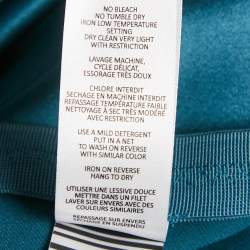 NO BLEACH
NO TUMBLE DRY
IRON LOW TEMPERATURE
SETTING
DRY CLEAN VERY LIGHT
WITH RESTRICTION
LAVAGE MACHINE,
CYCLE DÉLICAT,
ESSORAGE TRÈS DOUX
CHLORE INTERDIT
SECHAGE EN MACHINE INTERDIT
REPASSAGE TEMPÉRATURE FAIBLE
NETTOYAGE À SEC TRÈS MODÉRÉ
AVEC RESTRICTION
USE A MILD DETERGENT
PUT IN A NET
TO WASH ON REVERSE
WITH SIMILAR COLOR
IRON ON REVERSE
HANG TO DRY
UTILISER UNE LESSIVE DOUCE
METTRE DANS UN FILET
LAVER SUR ENVERS AVEC DES
COULEURS SIMILAIRES
REPASSAGE SUR ENVERS
SÉCHAGE EN SUSPENDU